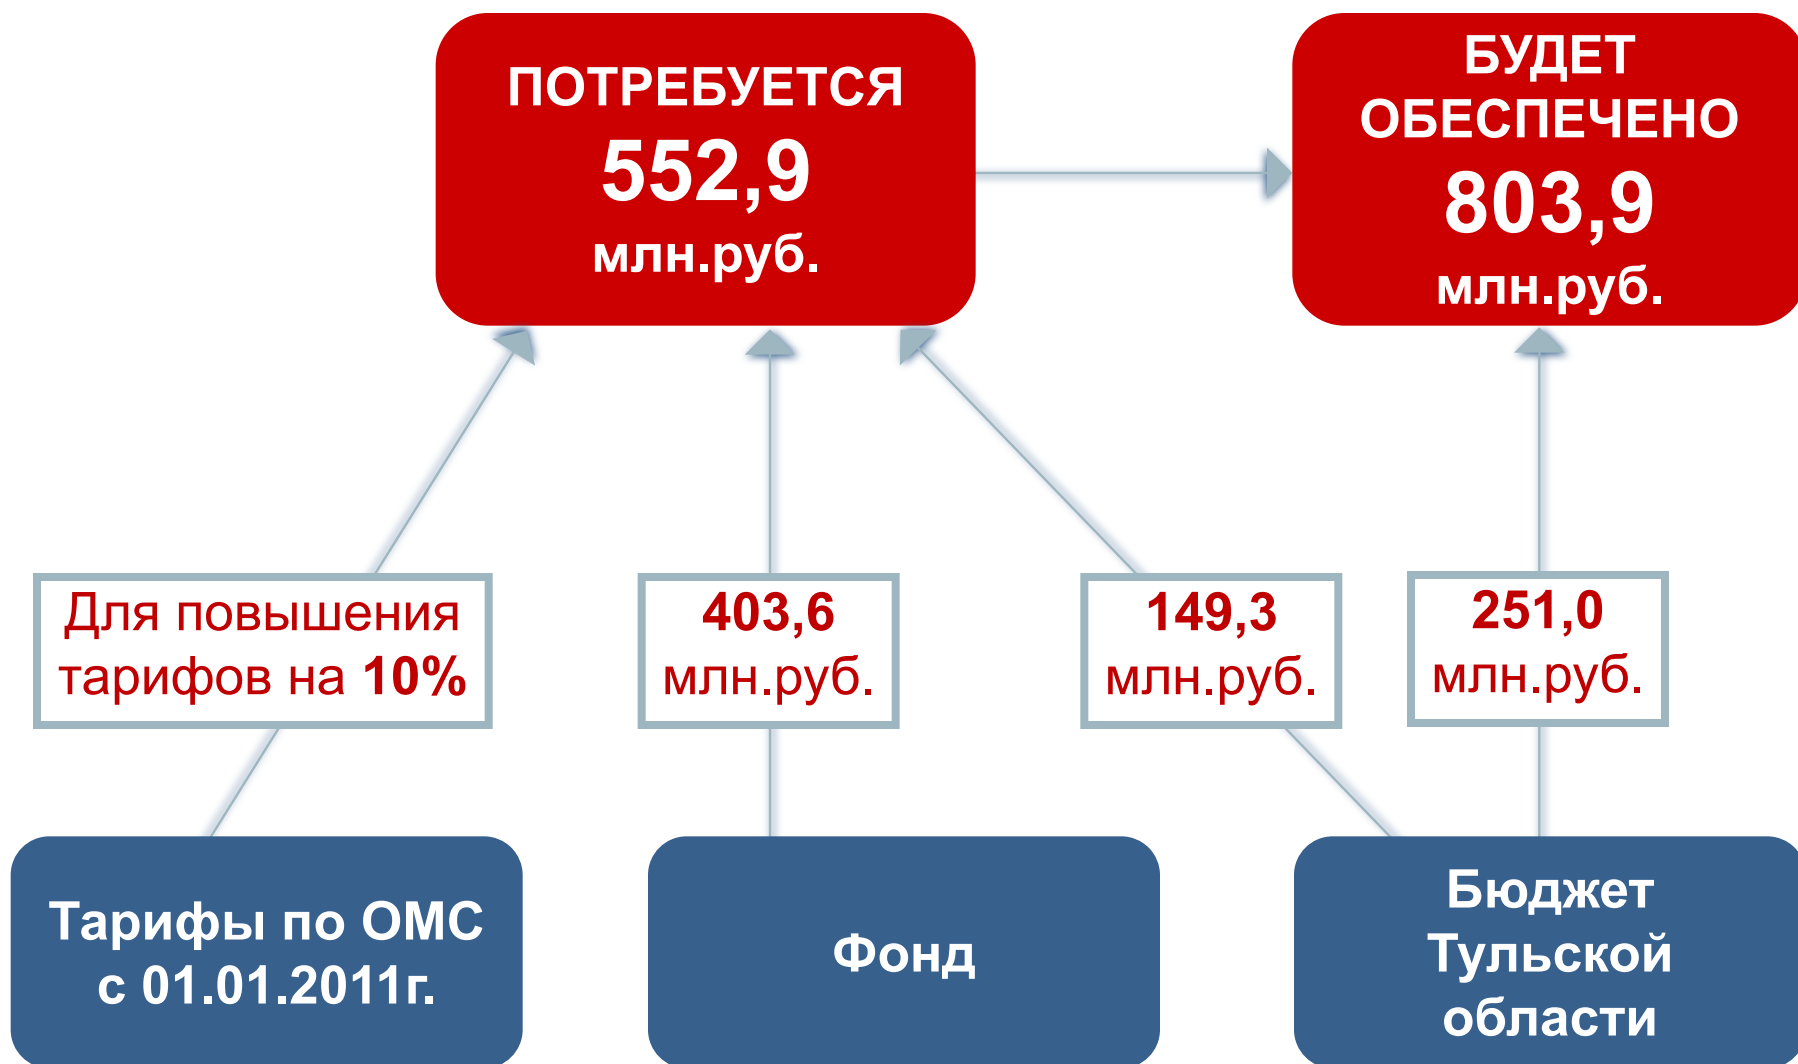 ПОТРЕБУЕТСЯ
552,9
млн.руб.
БУДЕТ
ОБЕСПЕЧЕНО
803,9
млн.руб.
Для повышения
тарифов на 10%
403,6
млн.руб.
149,3
млн.руб.
251,0
млн.руб.
Тарифы по ОМС
с 01.01.2011г.
Фонд
Бюджет
Тульской
области